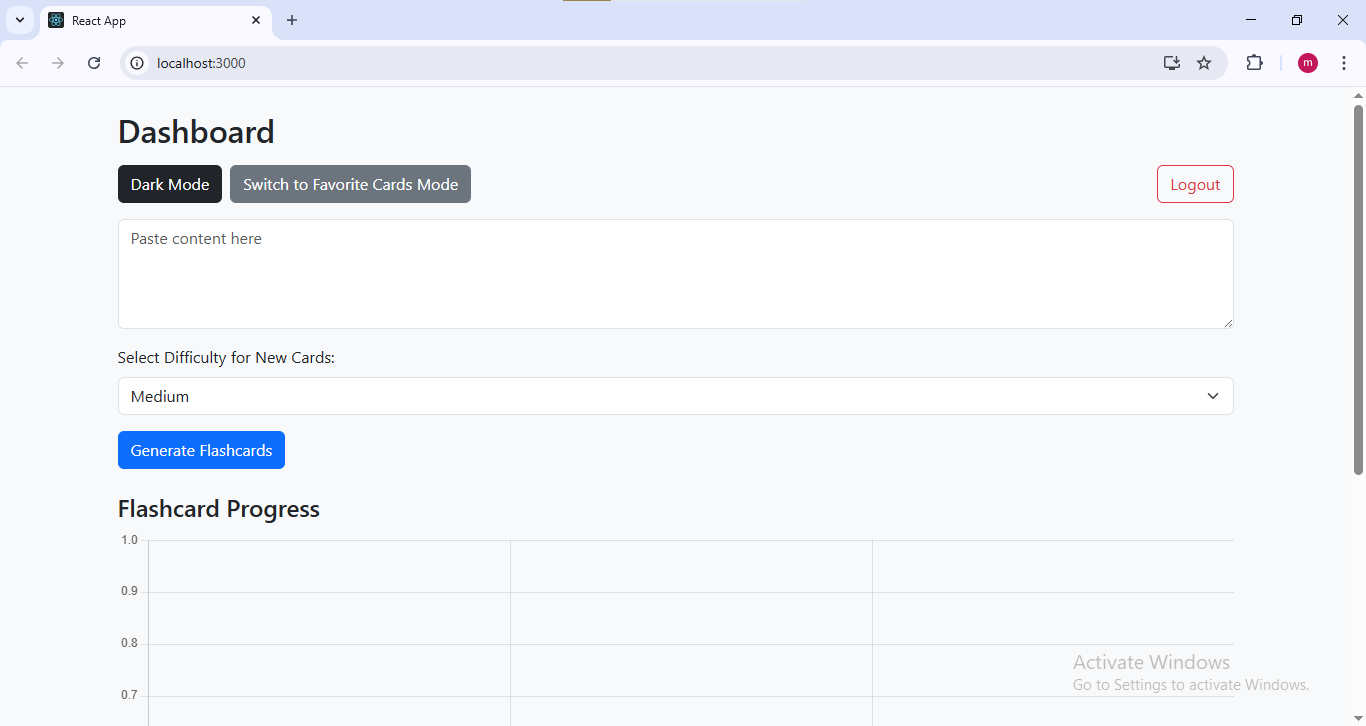 React App
localhost:3000
m
Dashboard
Dark Mode
Switch to Favorite Cards Mode
Logout
Paste content here
Select Difficulty for New Cards:
Medium
Generate Flashcards
Flashcard Progress
1.0
0.9
0.8
0.7
Activate Windows
Go to Settings to activate Windows.